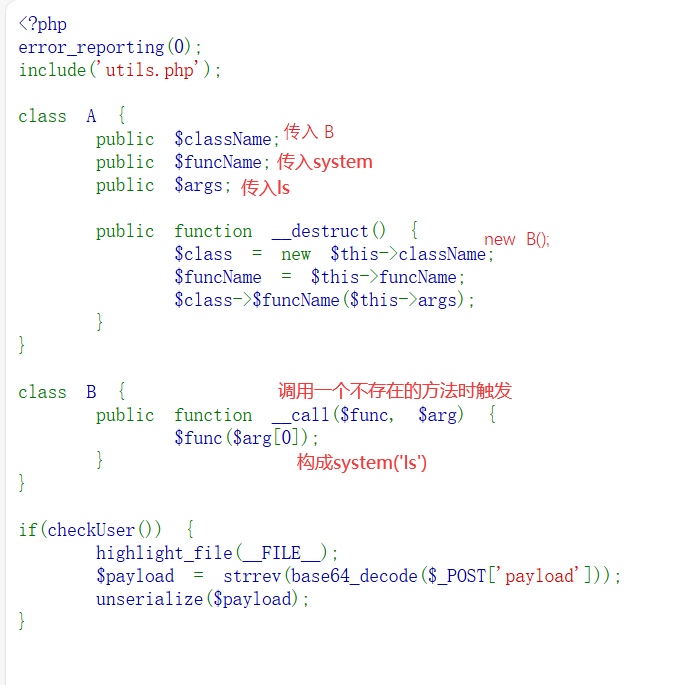 <?php
error_reporting(0);
include('utils.php');
class A {
public $className; 传入 B
public $funcName; 传入system
public $args; 传入ls
public function __destruct() {
$class = new $this->className; new B();
$funcName = $this->funcName;
$class->$funcName($this->args);
}
}
class B { 调用一个不存在的方法时触发
public function __call($func, $arg) {
$func($arg[0]);
} 构成system('ls')
}
if(checkUser()) {
highlight_file(__FILE__);
$payload = strrev(base64_decode($_POST['payload']));
unserialize($payload);
}